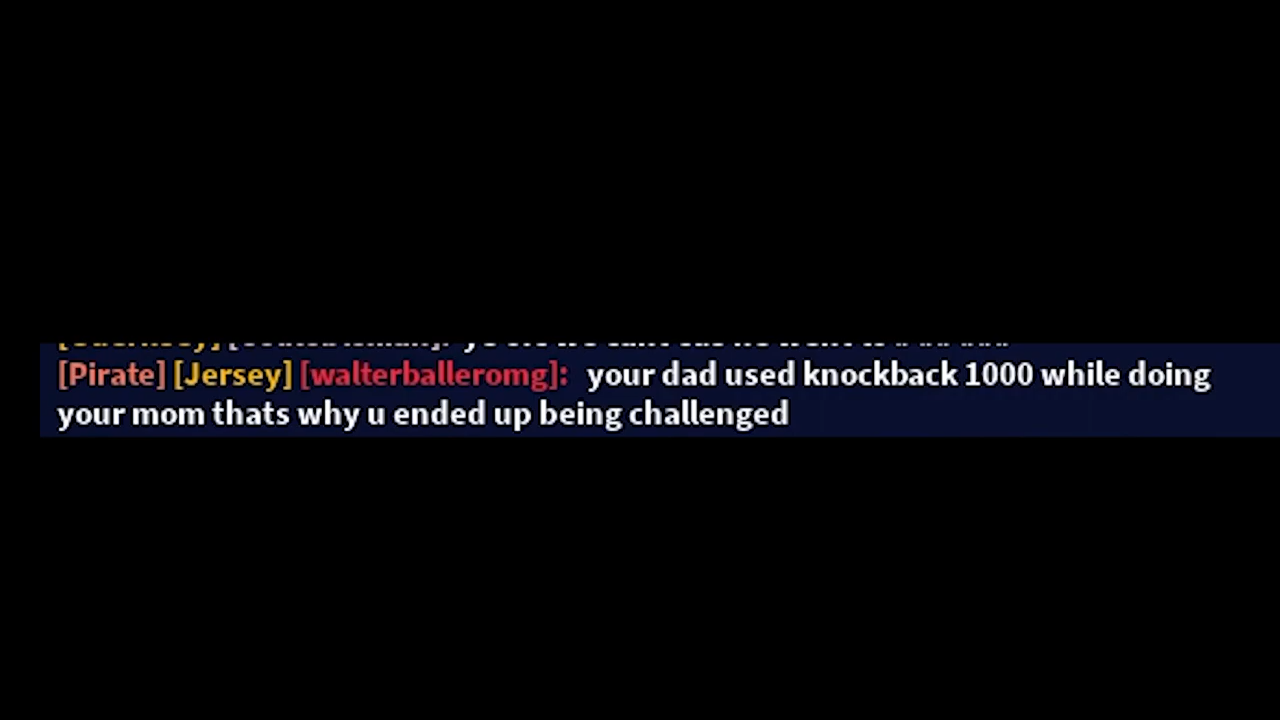 [Pirate] [Jersey] [walterballeromg]: your dad used knockback 1000 while doing
your mom thats why u ended up being challenged